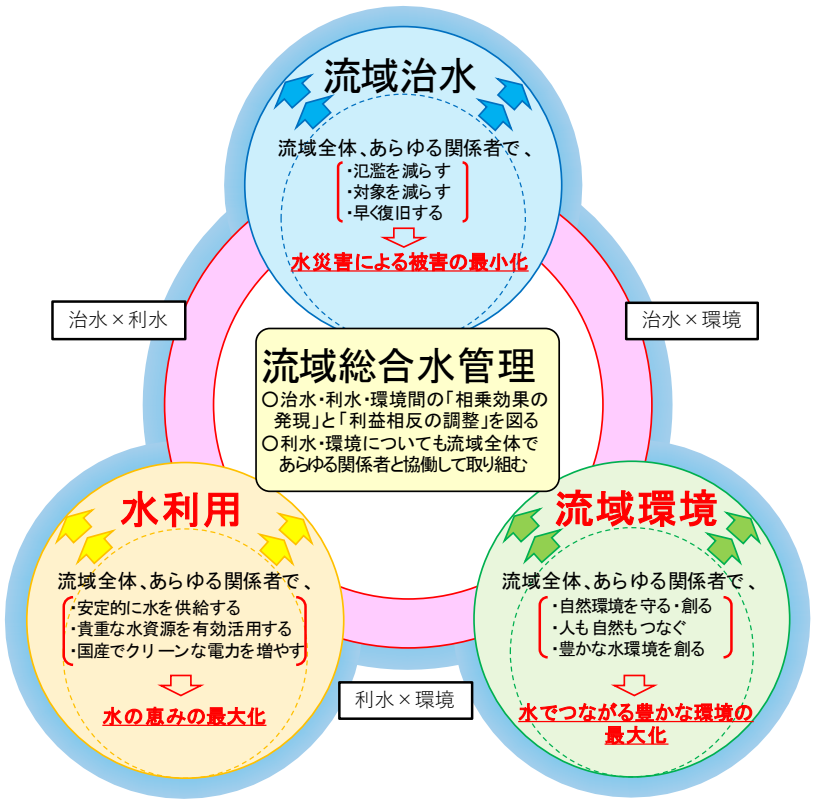 流域治水
流域全体、あらゆる関係者で、
・氾濫を減らす
・対象を減らす
・早く復旧する
水災害による被害の最小化
治水×利水
治水×環境
流域総合水管理
〇治水・利水・環境間の「相乗効果の
発現」と「利益相反の調整」を図る
〇利水・環境についても流域全体で
あらゆる関係者と協働して取り組む
水利用
流域全体、あらゆる関係者で、
・安定的に水を供給する
・貴重な水資源を有効活用する
・国産でクリーンな電力を増やす
水の恵みの最大化
流域環境
流域全体、あらゆる関係者で、
・自然環境を守る・創る
・人も自然もつなぐ
・豊かな水環境を創る
水でつながる豊かな環境の
最大化
利水×環境